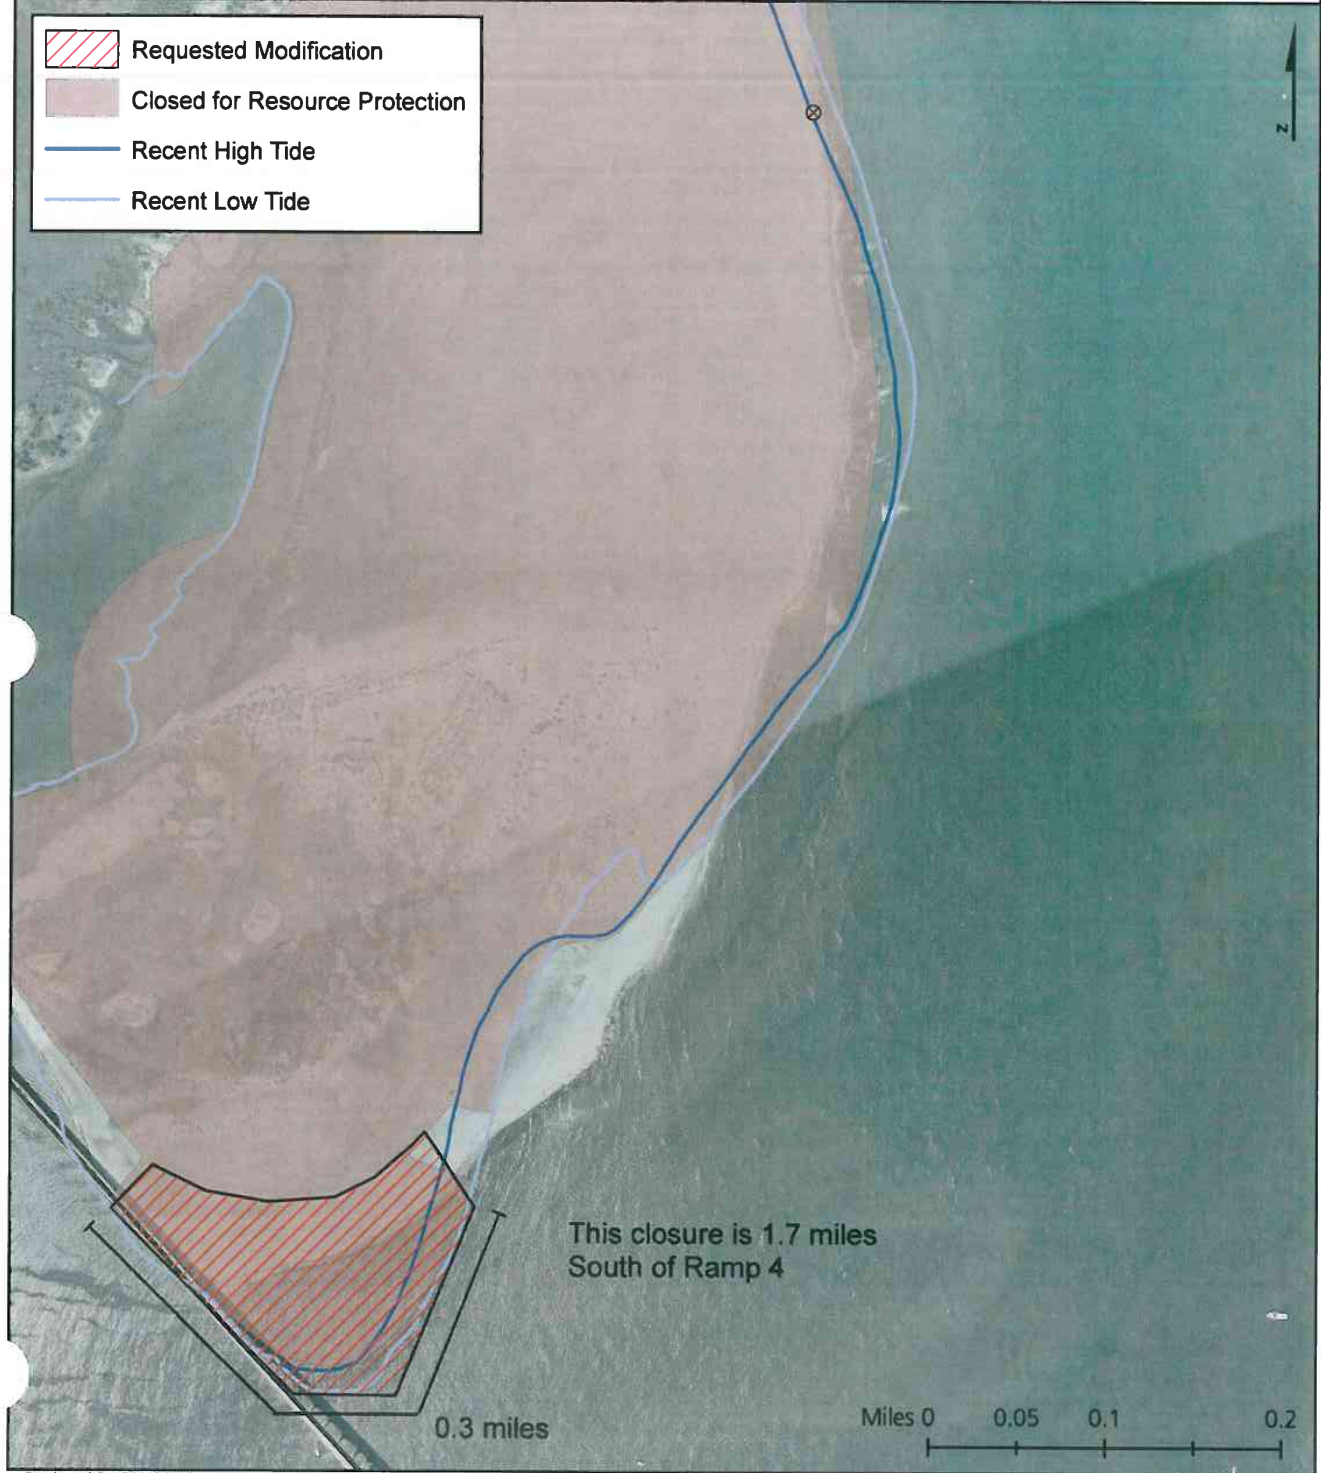 Requested Modification
Closed for Resource Protection
Recent High Tide
Recent Low Tide
N
This closure is 1.7 miles
South of Ramp 4
0.3 miles
Miles 0 0.05 0.1 0.2